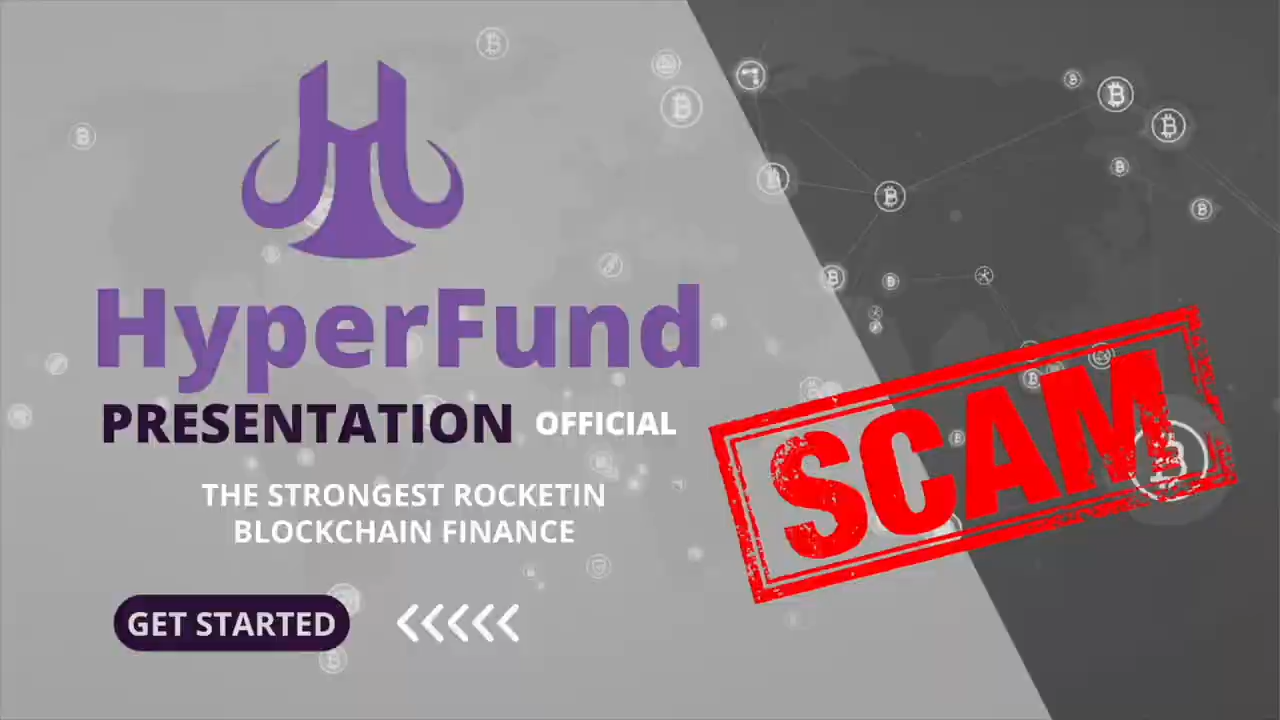 HyperFund
PRESENTATION OFFICIAL
THE STRONGEST ROCKETIN
BLOCKCHAIN FINANCE
GET STARTED
SCAM